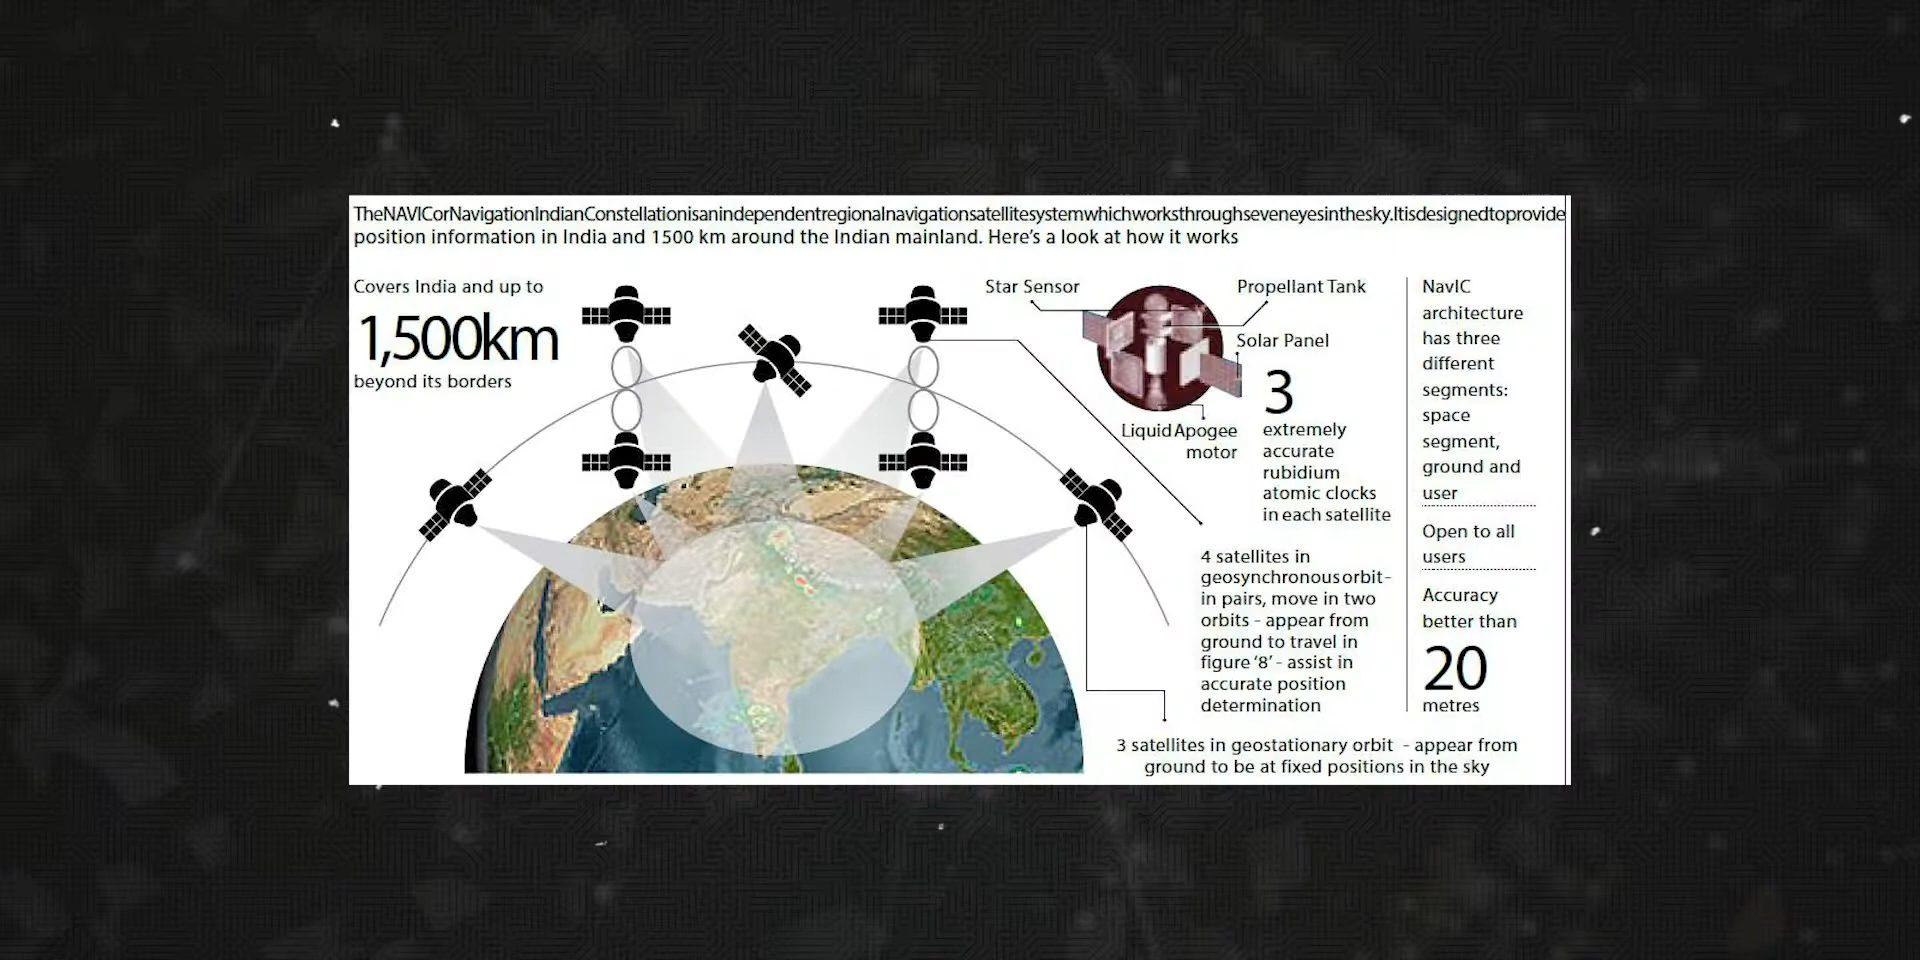 TheNAVICorNavigationIndianConstellationisanindependentregionalnavigationsatellitesystemwhichworksthroughseveneyesinthesky.Itisdesignedtoprovide
position information in India and 1500 km around the Indian mainland. Here's a look at how it works
Covers India and up to
1,500km
beyond its borders
Star Sensor
Propellant Tank
Solar Panel
Liquid Apogee
motor
3
extremely
accurate
rubidium
atomic clocks
in each satellite
4 satellites in
geosynchronous orbit-
in pairs, move in two
orbits - appear from
ground to travel in
figure '8' - assist in
accurate position
determination
3 satellites in geostationary orbit - appear from
ground to be at fixed positions in the sky
NavIC
architecture
has three
different
segments:
space
segment,
ground and
user
Open to all
users
Accuracy
better than
20
metres